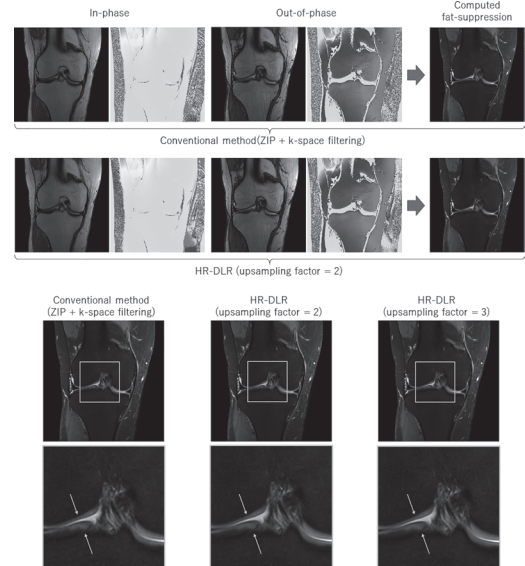 In-phase
Out-of-phase
Computed
fat-suppression
Conventional method(ZIP + k-space filtering)
HR-DLR (upsampling factor = 2)
Conventional method
(ZIP + k-space filtering)
HR-DLR
(upsampling factor = 2)
HR-DLR
(upsampling factor = 3)